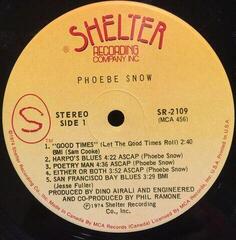 SHELTER
RECORDING
COMPANY INC
PHOEBE SNOW
STEREO
SIDE 1
SR-2109
(MCA 456)
S
1. "GOOD TIMES" (Let The Good Times Roll) 2:40
BMI (Sam Cooke)
2. HARPO'S BLUES 4:22 ASCAP (Phoebe Snow)
3. POETRY MAN 4:36 ASCAP (Phoebe Snow)
4. EITHER OR BOTH 3:52 ASCAP (Phoebe Snow)
5. SAN FRANCISCO BAY BLUES 3:29 BMI
(Jesse Fuller)
PRODUCED BY DINO AIRALI AND ENGINEERED
AND CO-PRODUCED BY PHIL RAMONE
℗ 1974 Shelter Recording
Co., Inc.